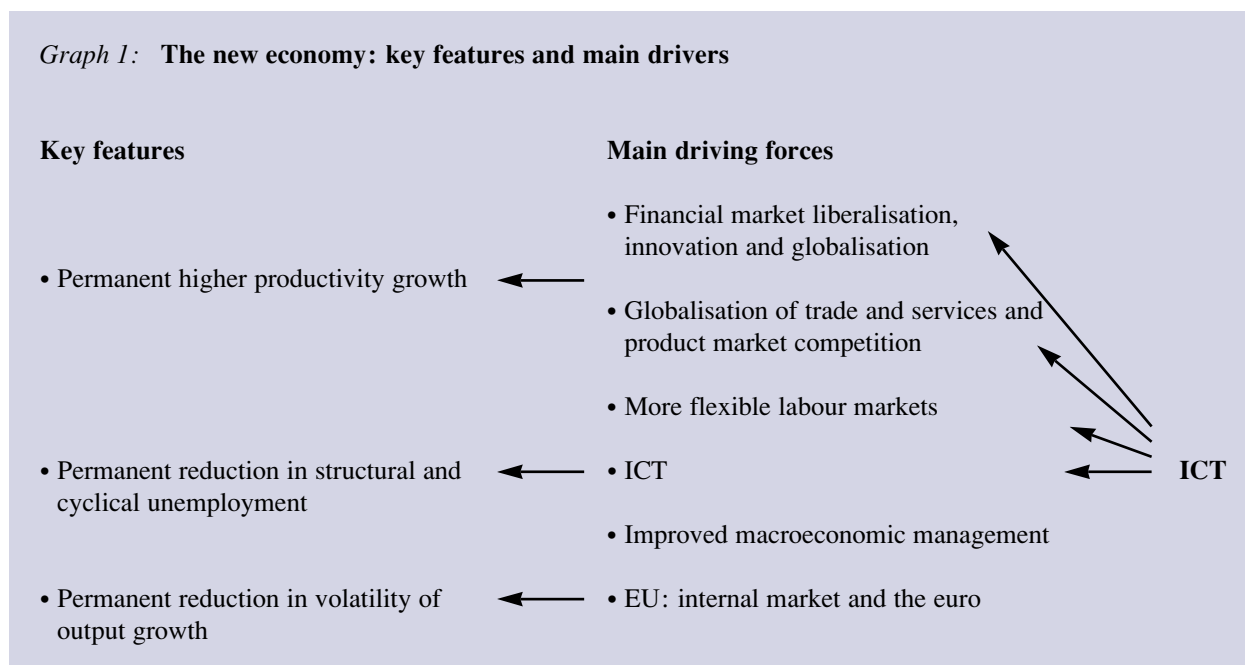 Graph 1: The new economy: key features and main drivers
Key features
• Permanent higher productivity growth
• Permanent reduction in structural and
cyclical unemployment
• Permanent reduction in volatility of
output growth
Main driving forces
• Financial market liberalisation,
innovation and globalisation
• Globalisation of trade and services and
product market competition
• More flexible labour markets
• ICT
• Improved macroeconomic management
• EU: internal market and the euro
ICT